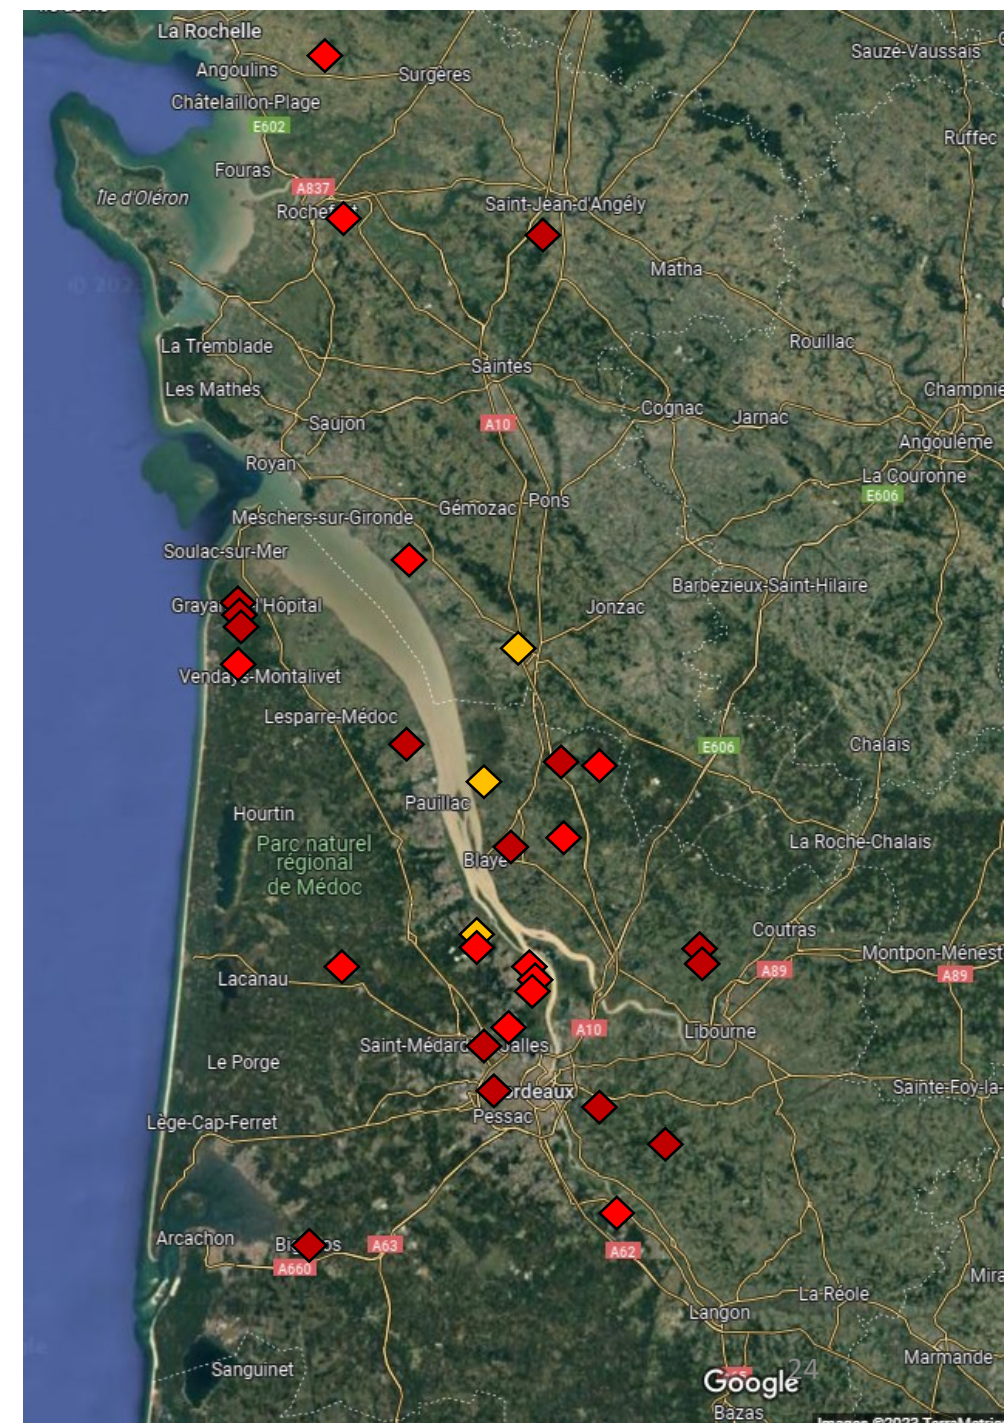 La Rochelle
Sauzé-Vaussais
Angoulins
Surgères
Châtelaillon-Plage
E602
Ruffec
Fouras
A837
Île d'Oléron
Saint-Jean-d'Angély
Matha
La Tremblade
Rouillac
Saintes
Les Mathes
Cognac
Jarnac
Saujon
A10
Angoulême
Royan
La Couronne
E606
Gémozac
Pons
Meschers-sur-Gironde
Soulac-sur-Mer
Barbezieux-Saint-Hilaire
Jonzac
l'Hôpital
Vendays-Montalivet
Lesparre-Médoc
E606
Chalais
Pauillac
Hourtin
Parc naturel
régional
de Médoc
La Roche-Chalais
Blaye
Coutras
Montpon-Ménest
A89
A89
Lacanau
A10
Libourne
Le Porge
Sainte-Foy-la-
Pessac
Lège-Cap-Ferret
Arcachon
A63
A62
A660
La Réole
Langon
Marmande
Sanguinet
24
Google
Bazas